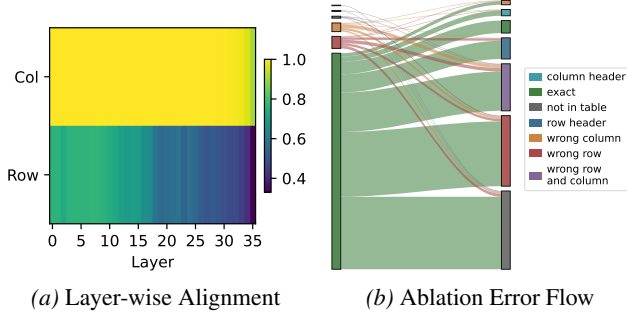 Col
Row
0 5 10 15 20 25 30 35
Layer
1.0
0.8
0.6
0.4
column header
exact
not in table
row header
wrong column
wrong row
wrong row
and column
(a) Layer-wise Alignment
(b) Ablation Error Flow